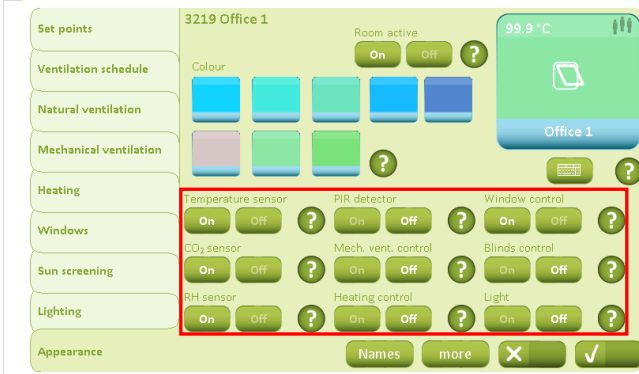 Set points
Ventilation schedule
Natural ventilation
Mechanical ventilation
Heating
Windows
Sun screening
Lighting
Appearance
3219 Office 1
Room active
On Off ?
Colour
?
99.9 °C
Office 1
?
Temperature sensor PIR detector Window control
On Off ? On Off ? On Off ?
CO₂ sensor Mech. vent. control Blinds control
On Off ? On Off ? On Off ?
RH sensor Heating control Light
On Off ? On Off ? On Off ?
Names more